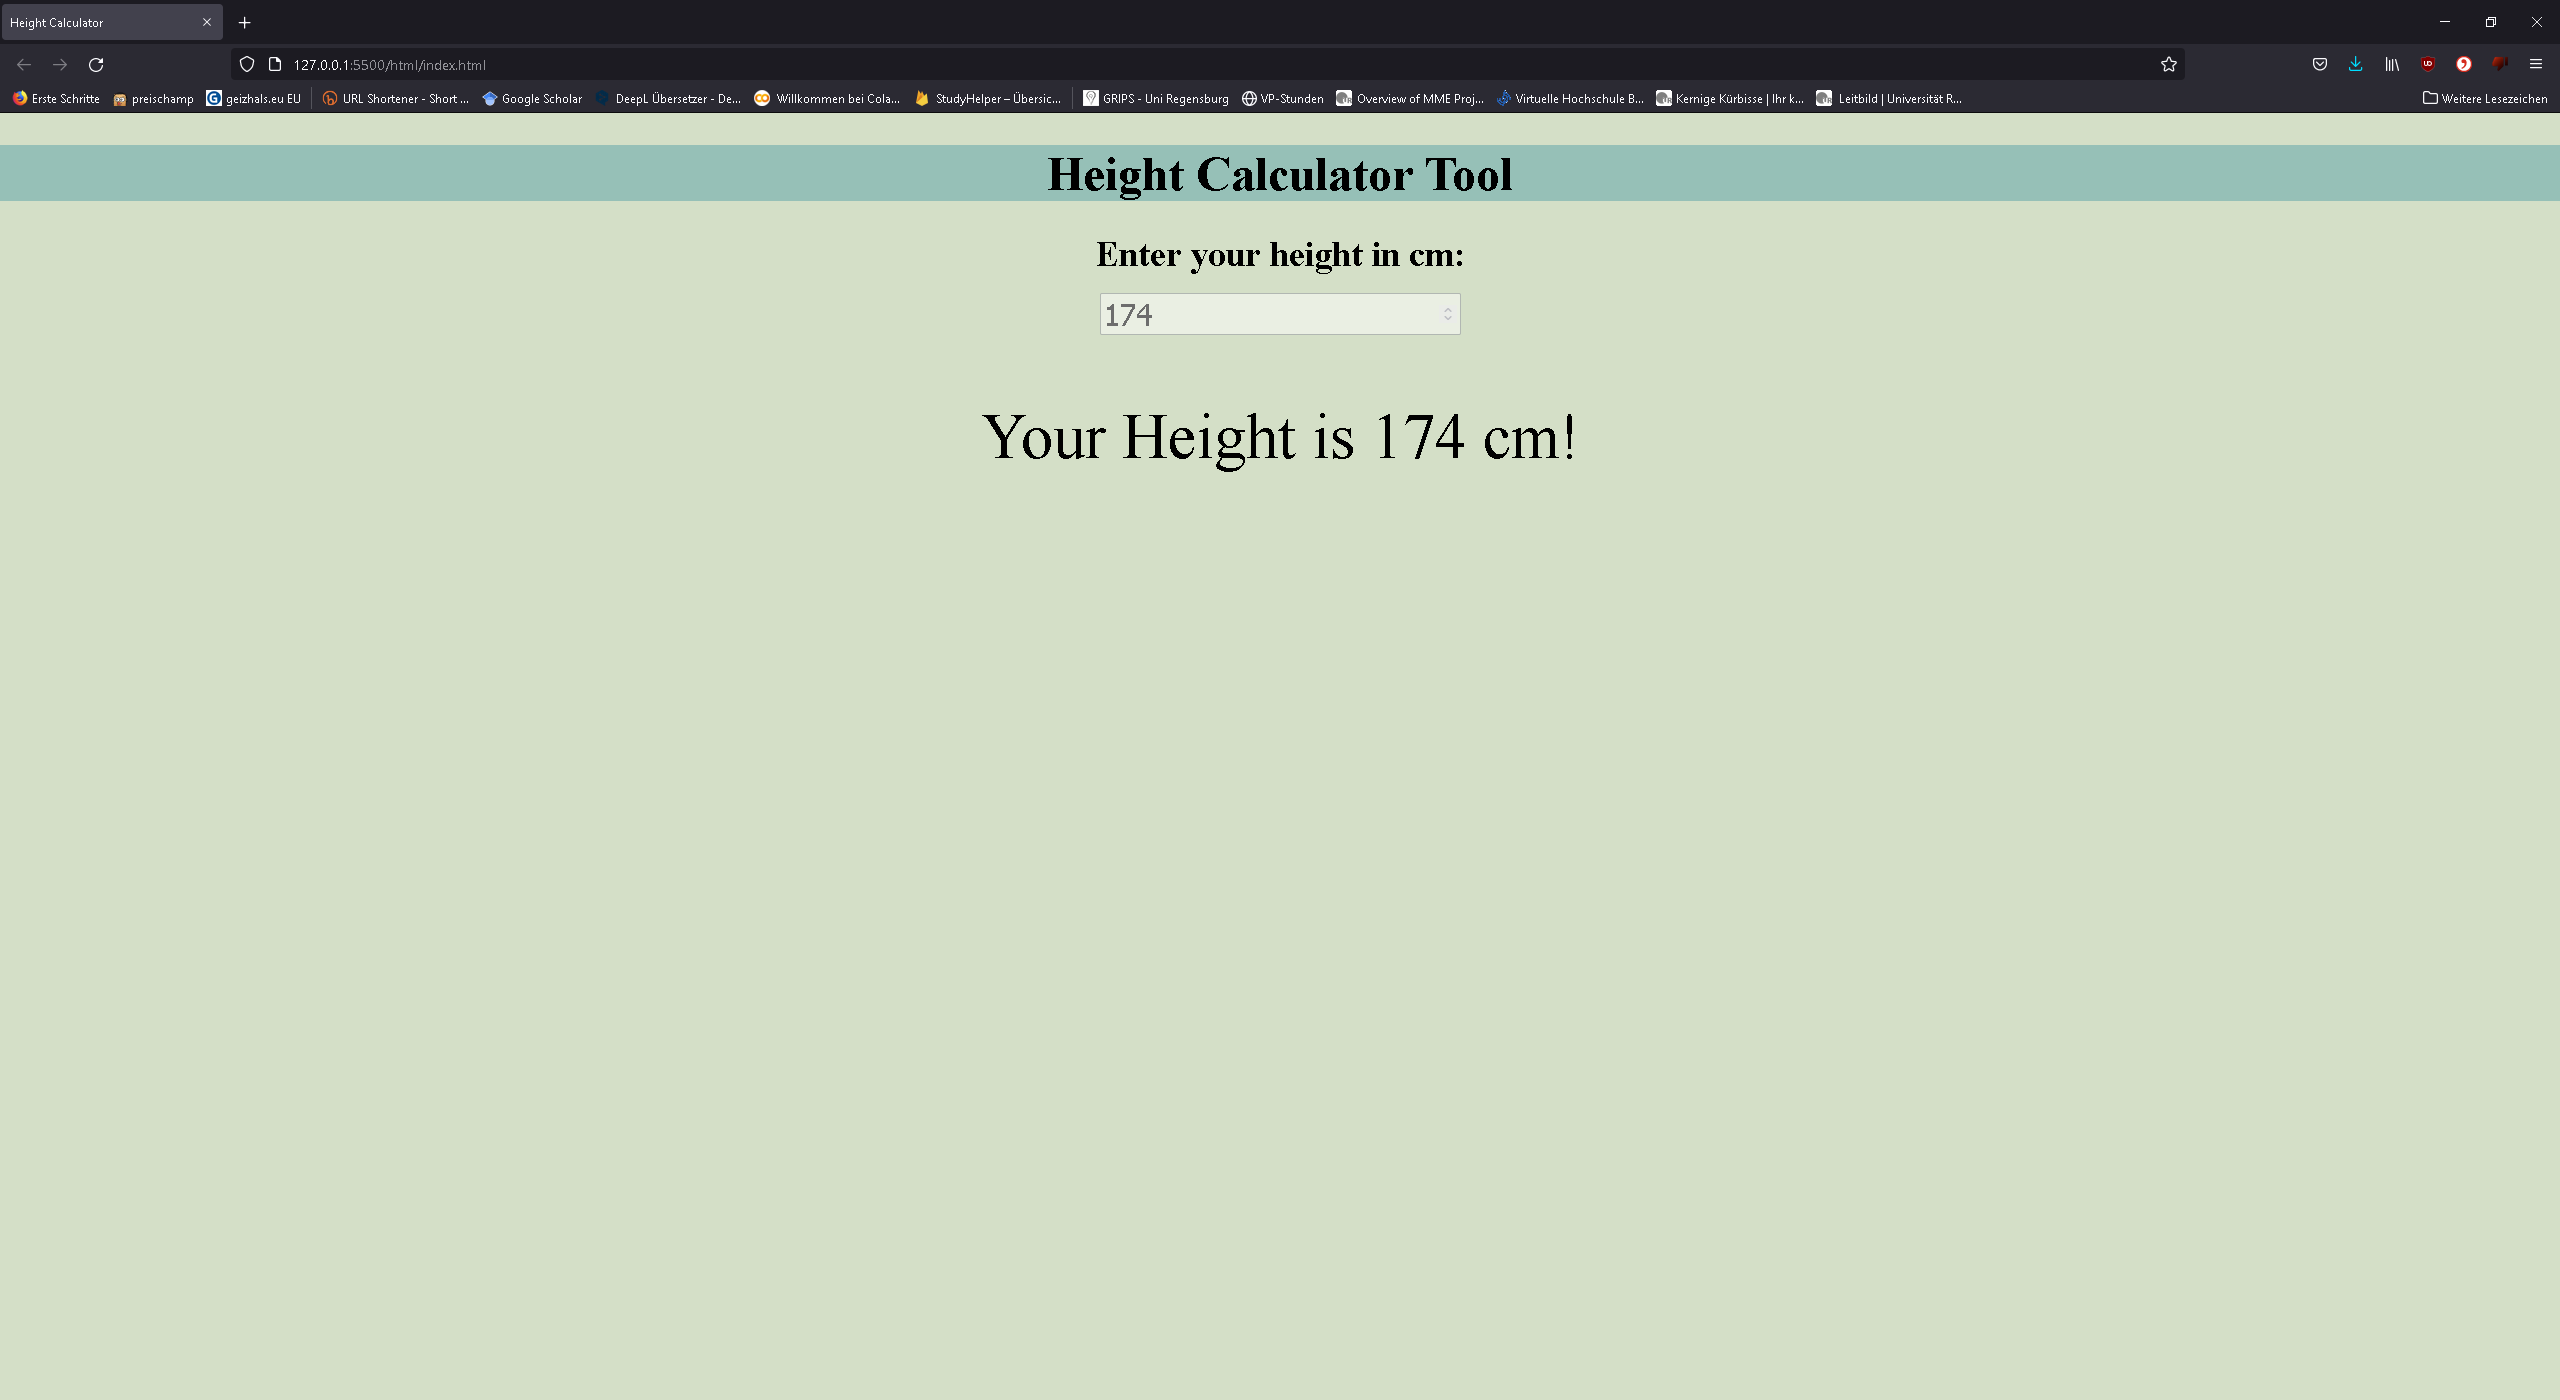 Height Calculator
127.0.0.1:5500/html/index.html
Erste Schritte preischamp geizhals.eu EU URL Shortener - Short ... Google Scholar DeepL Übersetzer - De... Willkommen bei Cola... StudyHelper – Übersic... GRIPS - Uni Regensburg VP-Stunden Overview of MME Proj... Virtuelle Hochschule B... Kernige Kürbisse | Ihr k... Leitbild | Universität R... Weitere Lesezeichen
Height Calculator Tool
Enter your height in cm:
174
Your Height is 174 cm!